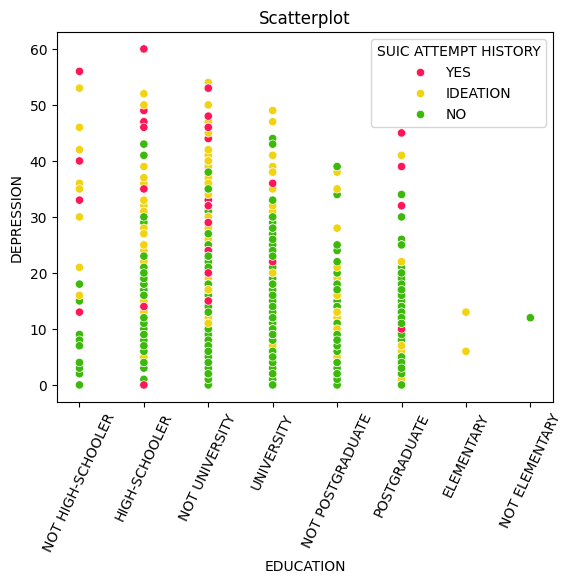 Scatterplot
SUIC ATTEMPT HISTORY
YES
IDEATION
NO
DEPRESSION
60
50
40
30
20
10
0
NOT HIGH-SCHOOLER
HIGH-SCHOOLER
NOT UNIVERSITY
UNIVERSITY
NOT POSTGRADUATE
POSTGRADUATE
ELEMENTARY
NOT ELEMENTARY
EDUCATION